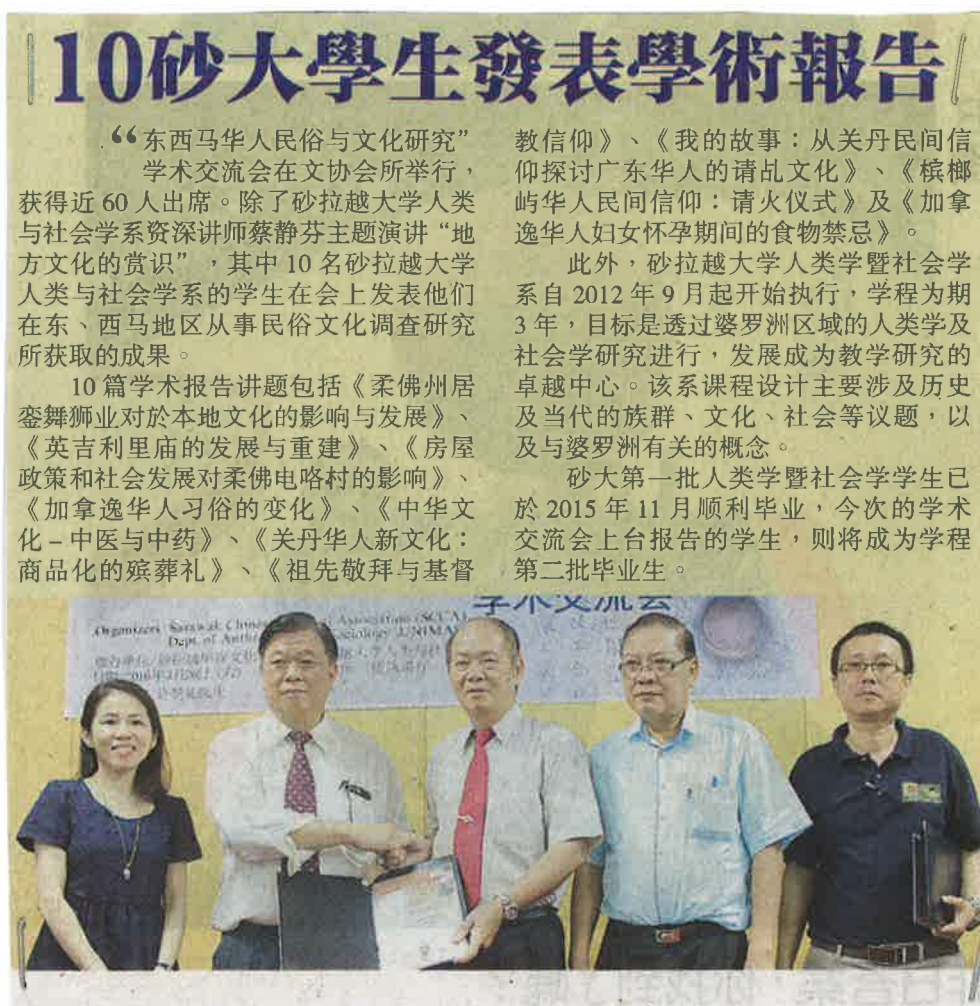 10砂大學生發表學術報告
“东西马华人民俗与文化研究”
学术交流会在文协会所举行，
获得近 60 人出席。除了砂拉越大学人类
与社会学系资深讲师蔡静芬主题演讲“地
方文化的赏识”，其中 10 名砂拉越大学
人类与社会学系的学生在会上发表他们
在东、西马地区从事民俗文化调查研究
所获取的成果。
10 篇学术报告讲题包括《柔佛州居
銮舞狮业对於本地文化的影响与发展》、
《英吉利里庙的发展与重建》、《房屋
政策和社会发展对柔佛电咯村的影响》、
《加拿逸华人习俗的变化》、《中华文
化－中医与中药》、《关丹华人新文化：
商品化的殡葬礼》、《祖先敬拜与基督
教信仰》、《我的故事：从关丹民间信
仰探讨广东华人的请乩文化》、《槟榔
屿华人民间信仰：请火仪式》及《加拿
逸华人妇女怀孕期间的食物禁忌》。
此外，砂拉越大学人类学暨社会学
系自 2012 年 9 月起开始执行，学程为期
3 年，目标是透过婆罗洲区域的人类学及
社会学研究进行，发展成为教学研究的
卓越中心。该系课程设计主要涉及历史
及当代的族群、文化、社会等议题，以
及与婆罗洲有关的概念。
砂大第一批人类学暨社会学学生已
於 2015 年 11 月顺利毕业，今次的学术
交流会上台报告的学生，则将成为学程
第二批毕业生。
学术交流会
Organizers Sarawak Chinese Association (SCCA)
Dept. of Sociology UNIMAS